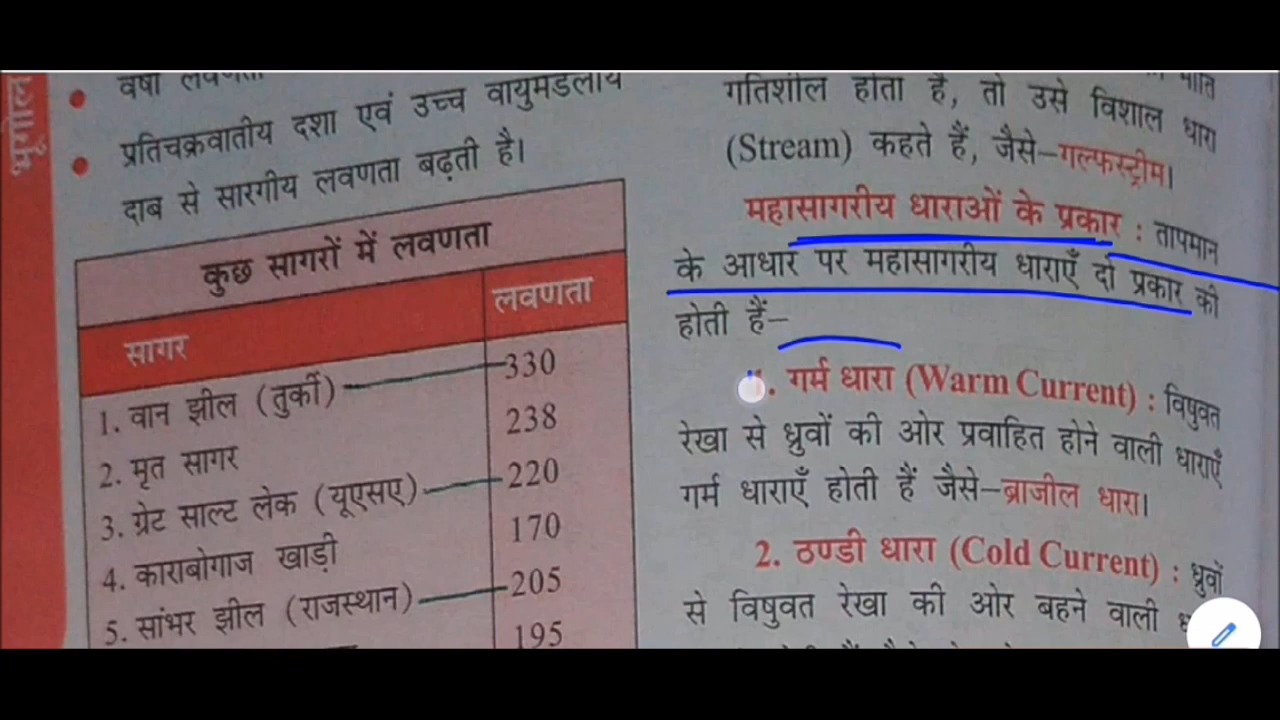 भूगोल
वर्षा लवणता
प्रतिचक्रवातीय दशा एवं उच्च वायुमंडलीय
दाब से सारगीय लवणता बढ़ती है।
कुछ सागरों में लवणता
सागर लवणता
1. वान झील (तुर्की) 330
2. मृत सागर 238
3. ग्रेट साल्ट लेक (यूएसए) 220
4. काराबोगाज खाड़ी 170
5. सांभर झील (राजस्थान) 205
195
गतिशील होता है, तो उसे विशाल धारा
(Stream) कहते हैं, जैसे–गल्फस्ट्रीम।
महासागरीय धाराओं के प्रकार : तापमान
के आधार पर महासागरीय धाराएँ दो प्रकार की
होती हैं–
1. गर्म धारा (Warm Current) : विषुवत
रेखा से ध्रुवों की ओर प्रवाहित होने वाली धाराएँ
गर्म धाराएँ होती हैं जैसे–ब्राजील धारा।
2. ठण्डी धारा (Cold Current) : ध्रुवों
से विषुवत रेखा की ओर बहने वाली